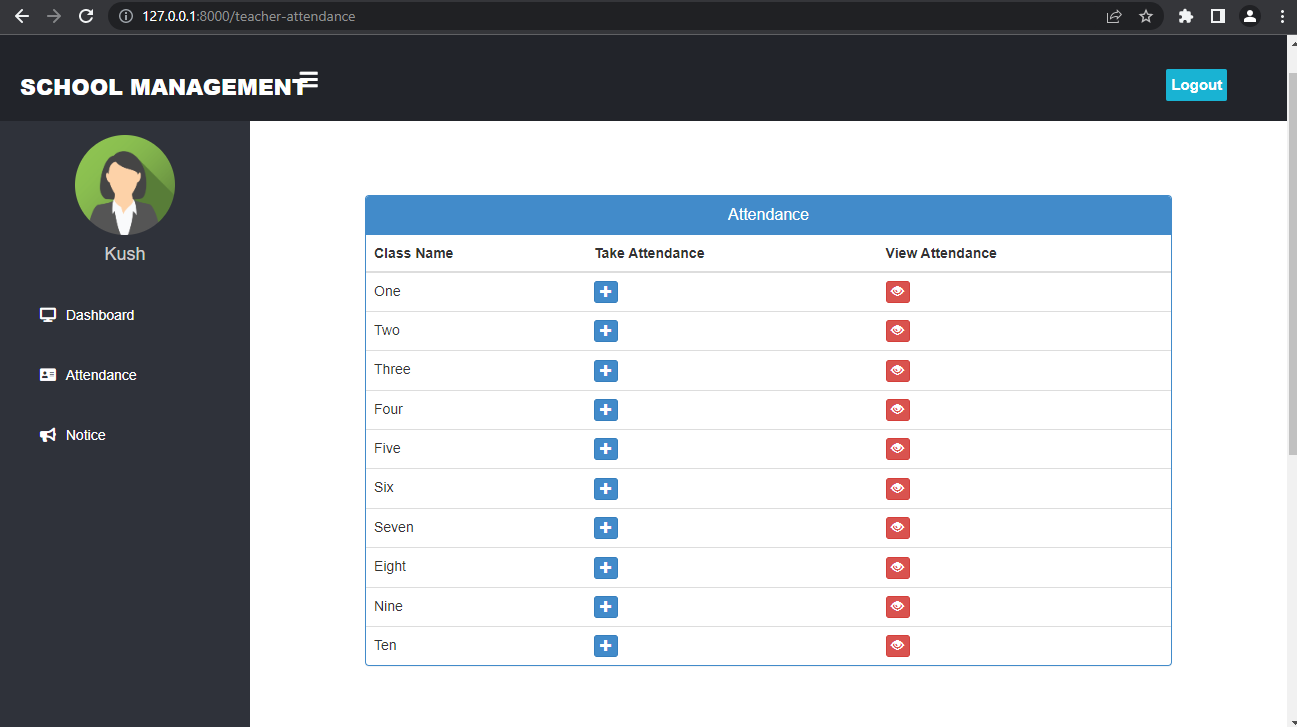 127.0.0.1:8000/teacher-attendance
SCHOOL MANAGEMENT
Logout
Kush
Dashboard
Attendance
Notice
Attendance
Class Name Take Attendance View Attendance
One
Two
Three
Four
Five
Six
Seven
Eight
Nine
Ten